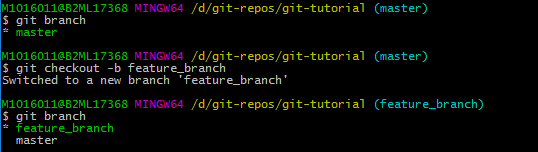 M1016011@B2ML17368 MINGW64 /d/git-repos/git-tutorial (master)
$ git branch
* master
M1016011@B2ML17368 MINGW64 /d/git-repos/git-tutorial (master)
$ git checkout -b feature_branch
Switched to a new branch 'feature_branch'
M1016011@B2ML17368 MINGW64 /d/git-repos/git-tutorial (feature_branch)
$ git branch
* feature_branch
  master